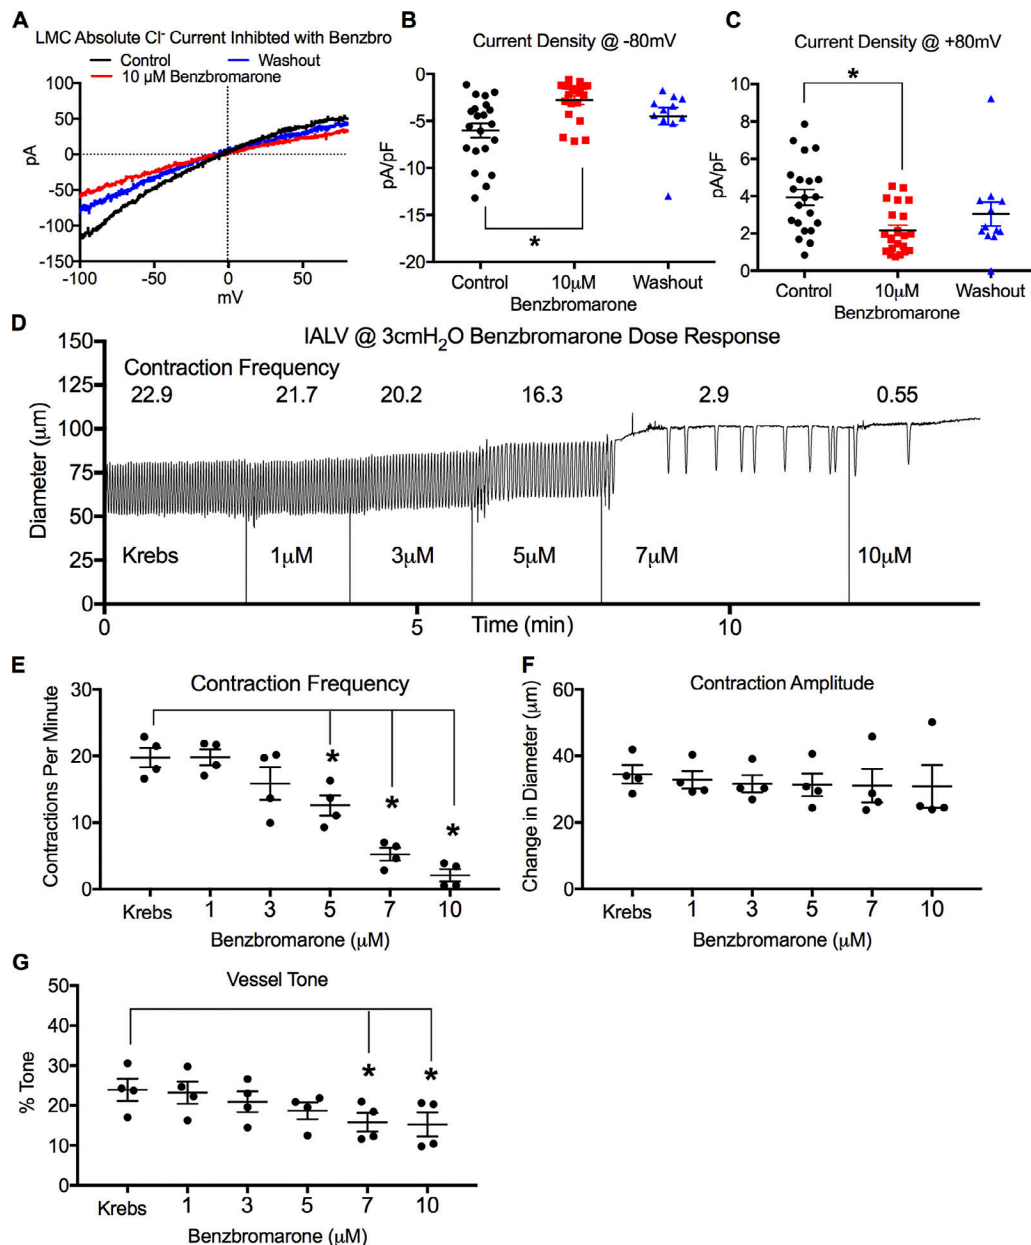 A
LMC Absolute Cl- Current Inhibted with Benzbro
Control
Washout
10 µM Benzbromarone
pA
100
50
0
-50
-100
-150
-100
-50
0
50
mV
B
Current Density @ -80mV
pA/pF
0
-5
-10
-15
-20
*
Control
10µM
Washout
Benzbromarone
C
Current Density @ +80mV
pA/pF
10
8
6
4
2
0
*
Control
10µM
Washout
Benzbromarone
D
IALV @ 3cmH2O Benzbromarone Dose Response
Contraction Frequency
22.9
21.7
20.2
16.3
2.9
0.55
Diameter (µm)
150
125
100
75
50
25
0
Krebs
1µM
3µM
5µM
7µM
10µM
0
5
10
Time (min)
E
Contraction Frequency
Contractions Per Minute
30
20
10
0
*
*
*
Krebs
1
3
5
7
10
Benzbromarone (µM)
F
Contraction Amplitude
Change in Diameter (µm)
60
40
20
0
Krebs
1
3
5
7
10
Benzbromarone (µM)
G
Vessel Tone
% Tone
50
40
30
20
10
0
*
*
Krebs
1
3
5
7
10
Benzbromarone (µM)